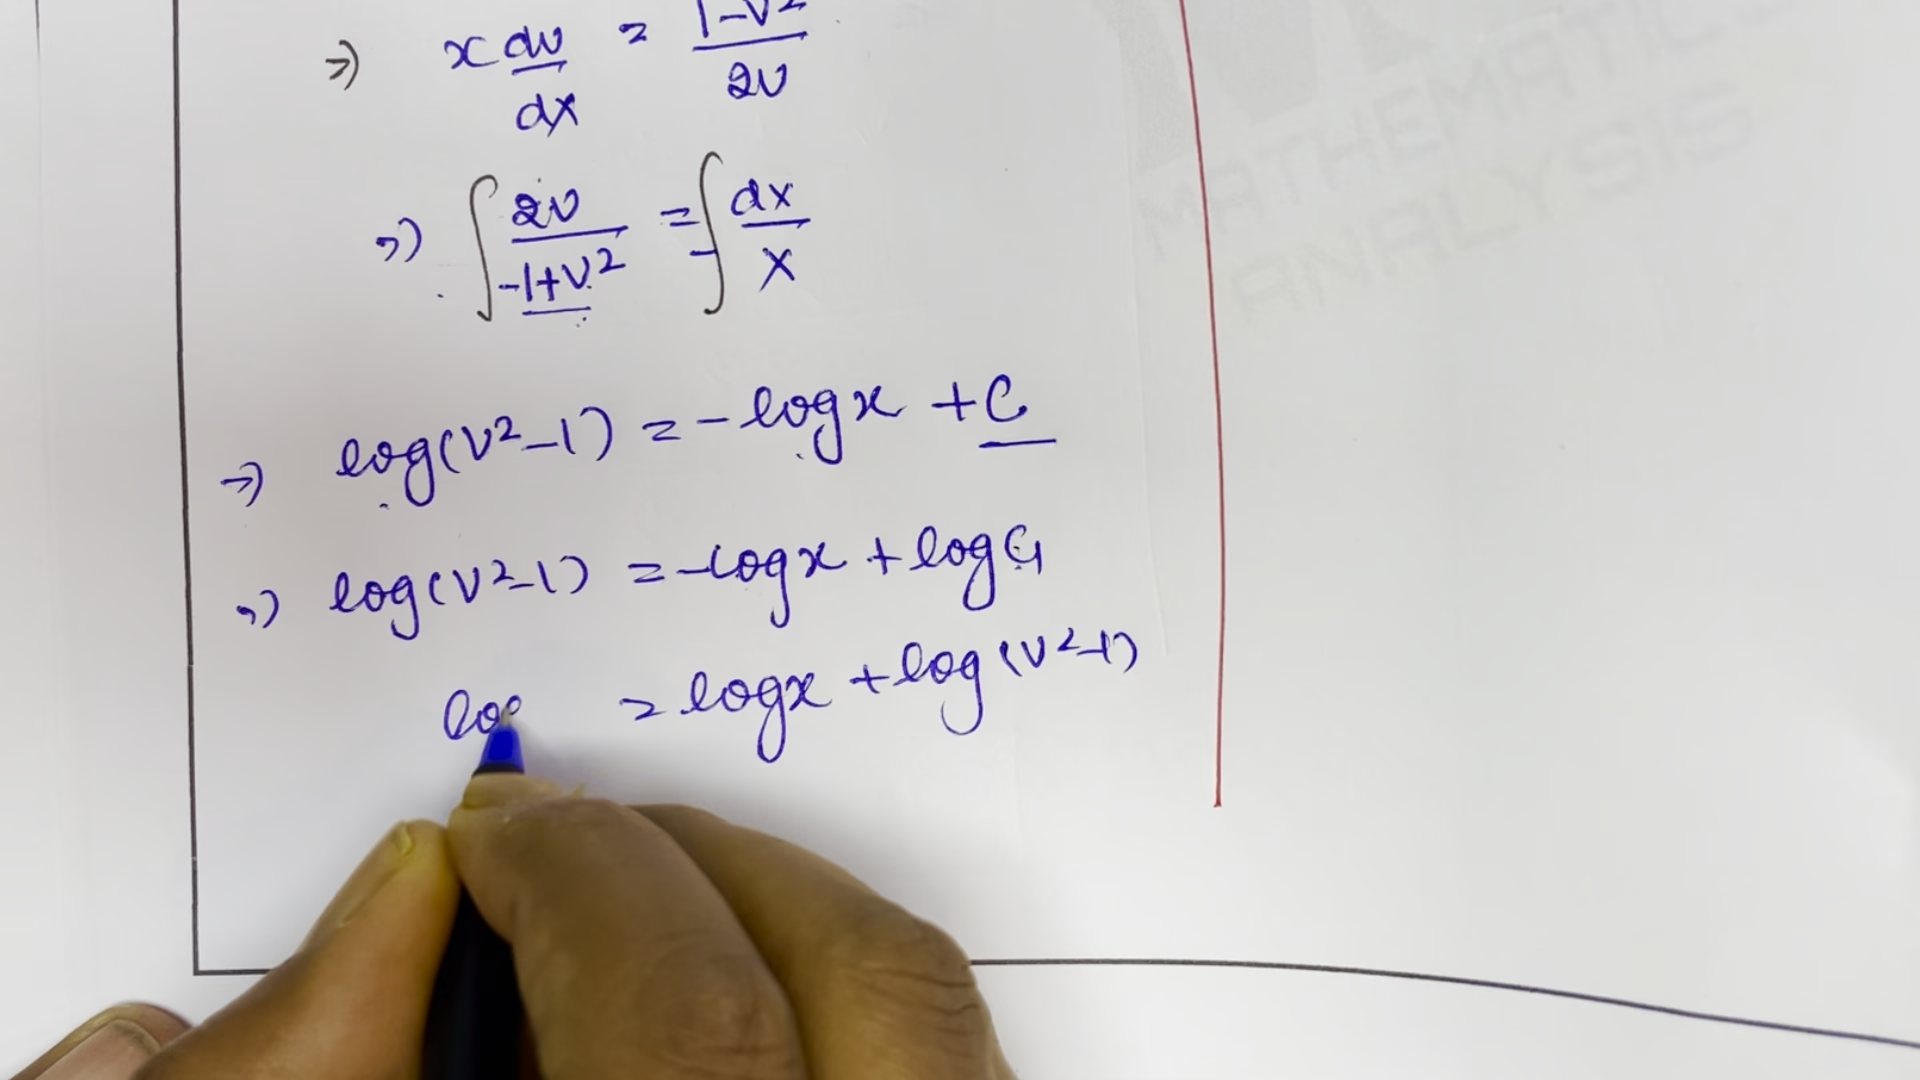 ⇒ x dv/dx = 1-v²/2v
⇒ ∫ 2v/-1+v² = -∫ dx/x
⇒ log(v²-1) = -log x + C
⇒ log(v²-1) = -log x + log C₁
log = log x + log(v²-1)
MATHEMATIC
ANALYSIS